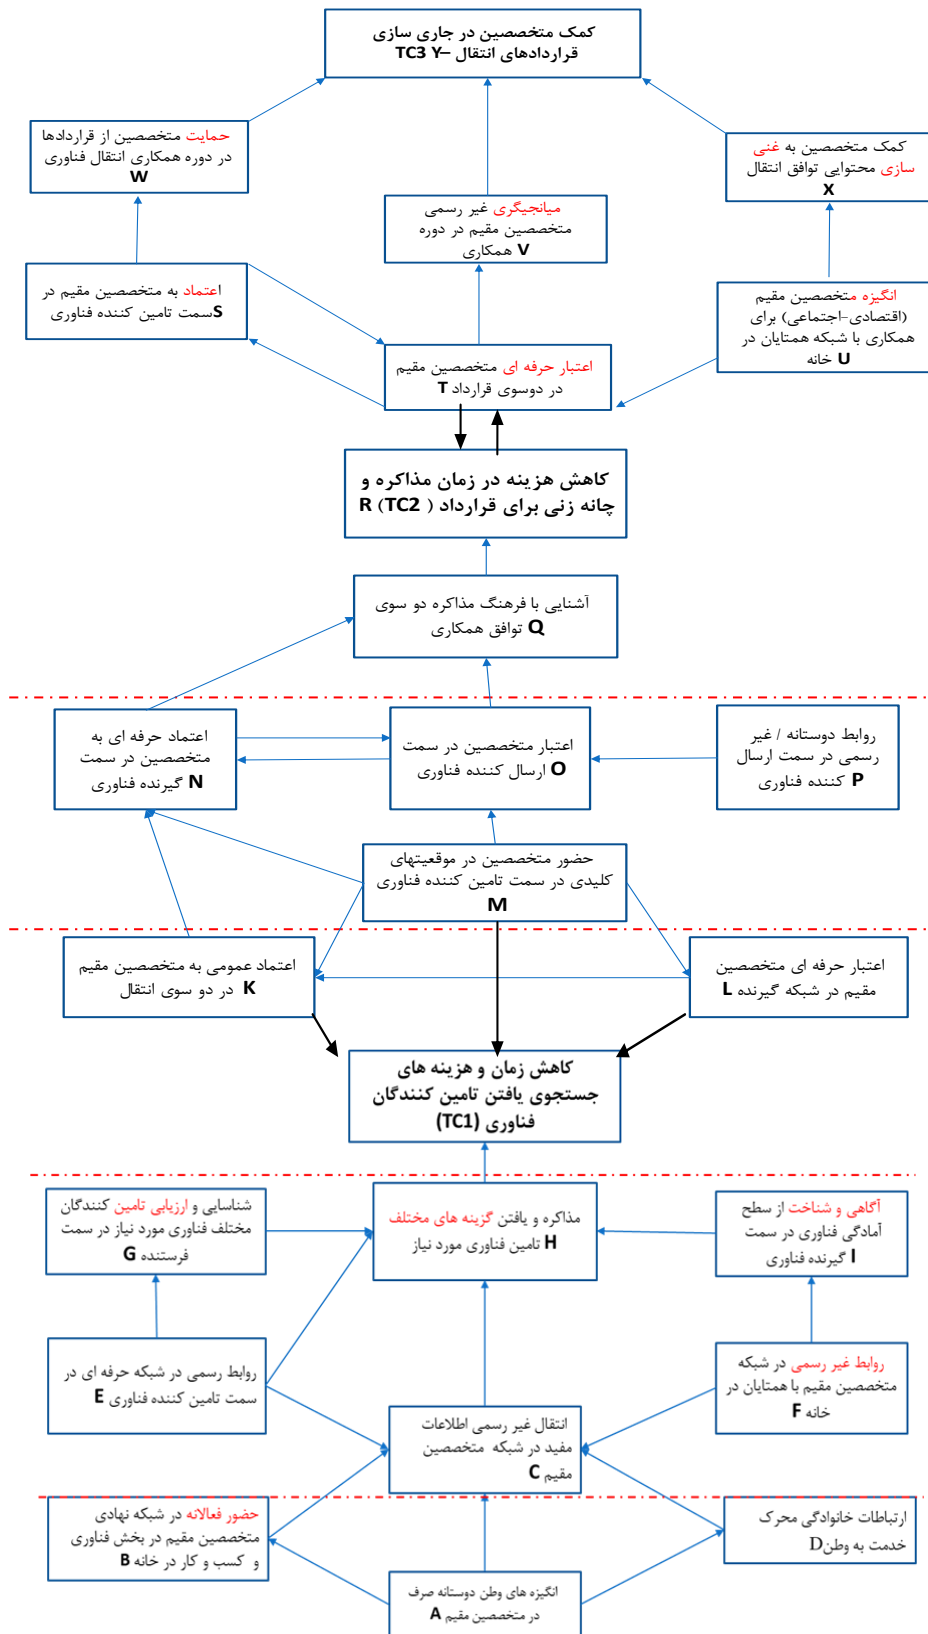 کمک متخصصین در جاری سازی
قراردادهای انتقال –TC3 Y
حمایت متخصصین از قراردادها
در دوره همکاری انتقال فناوری
W
میانجیگری غیر رسمی
متخصصین مقیم در دوره
همکاری V
کمک متخصصین به غنی
سازی محتوایی توافق انتقال
X
اعتماد به متخصصین مقیم در
سمت تامین کننده فناوری S
انگیزه متخصصین مقیم
(اقتصادی-اجتماعی) برای
همکاری با شبکه همتایان در
خانه U
اعتبار حرفه ای متخصصین مقیم
در دوسوی قرارداد T
کاهش هزینه در زمان مذاکره و
چانه زنی برای قرارداد ( TC2) R
آشنایی با فرهنگ مذاکره دو سوی
توافق همکاری Q
اعتماد حرفه ای به
متخصصین در سمت
گیرنده فناوری N
اعتبار متخصصین در سمت
ارسال کننده فناوری O
روابط دوستانه / غیر
رسمی در سمت ارسال
کننده فناوری P
حضور متخصصین در موقعیتهای
کلیدی در سمت تامین کننده فناوری
M
اعتماد عمومی به متخصصین مقیم
در دو سوی انتقال K
اعتبار حرفه ای متخصصین
مقیم در شبکه گیرنده L
کاهش زمان و هزینه های
جستجوی یافتن تامین کنندگان
فناوری (TC1)
شناسایی و ارزیابی تامین کنندگان
مختلف فناوری مورد نیاز در سمت
فرستنده G
مذاکره و یافتن گزینه های مختلف
تامین فناوری مورد نیاز H
آگاهی و شناخت از سطح
آمادگی فناوری در سمت
گیرنده فناوری I
روابط رسمی در شبکه حرفه ای در
سمت تامین کننده فناوری E
روابط غیر رسمی در شبکه
متخصصین مقیم با همتایان در
خانه F
انتقال غیر رسمی اطلاعات
مفید در شبکه متخصصین
مقیم C
حضور فعالانه در شبکه نهادی
متخصصین مقیم در بخش فناوری
و کسب و کار در خانه B
ارتباطات خانوادگی محرک
خدمت به وطن D
انگیزه های وطن دوستانه صرف
در متخصصین مقیم A